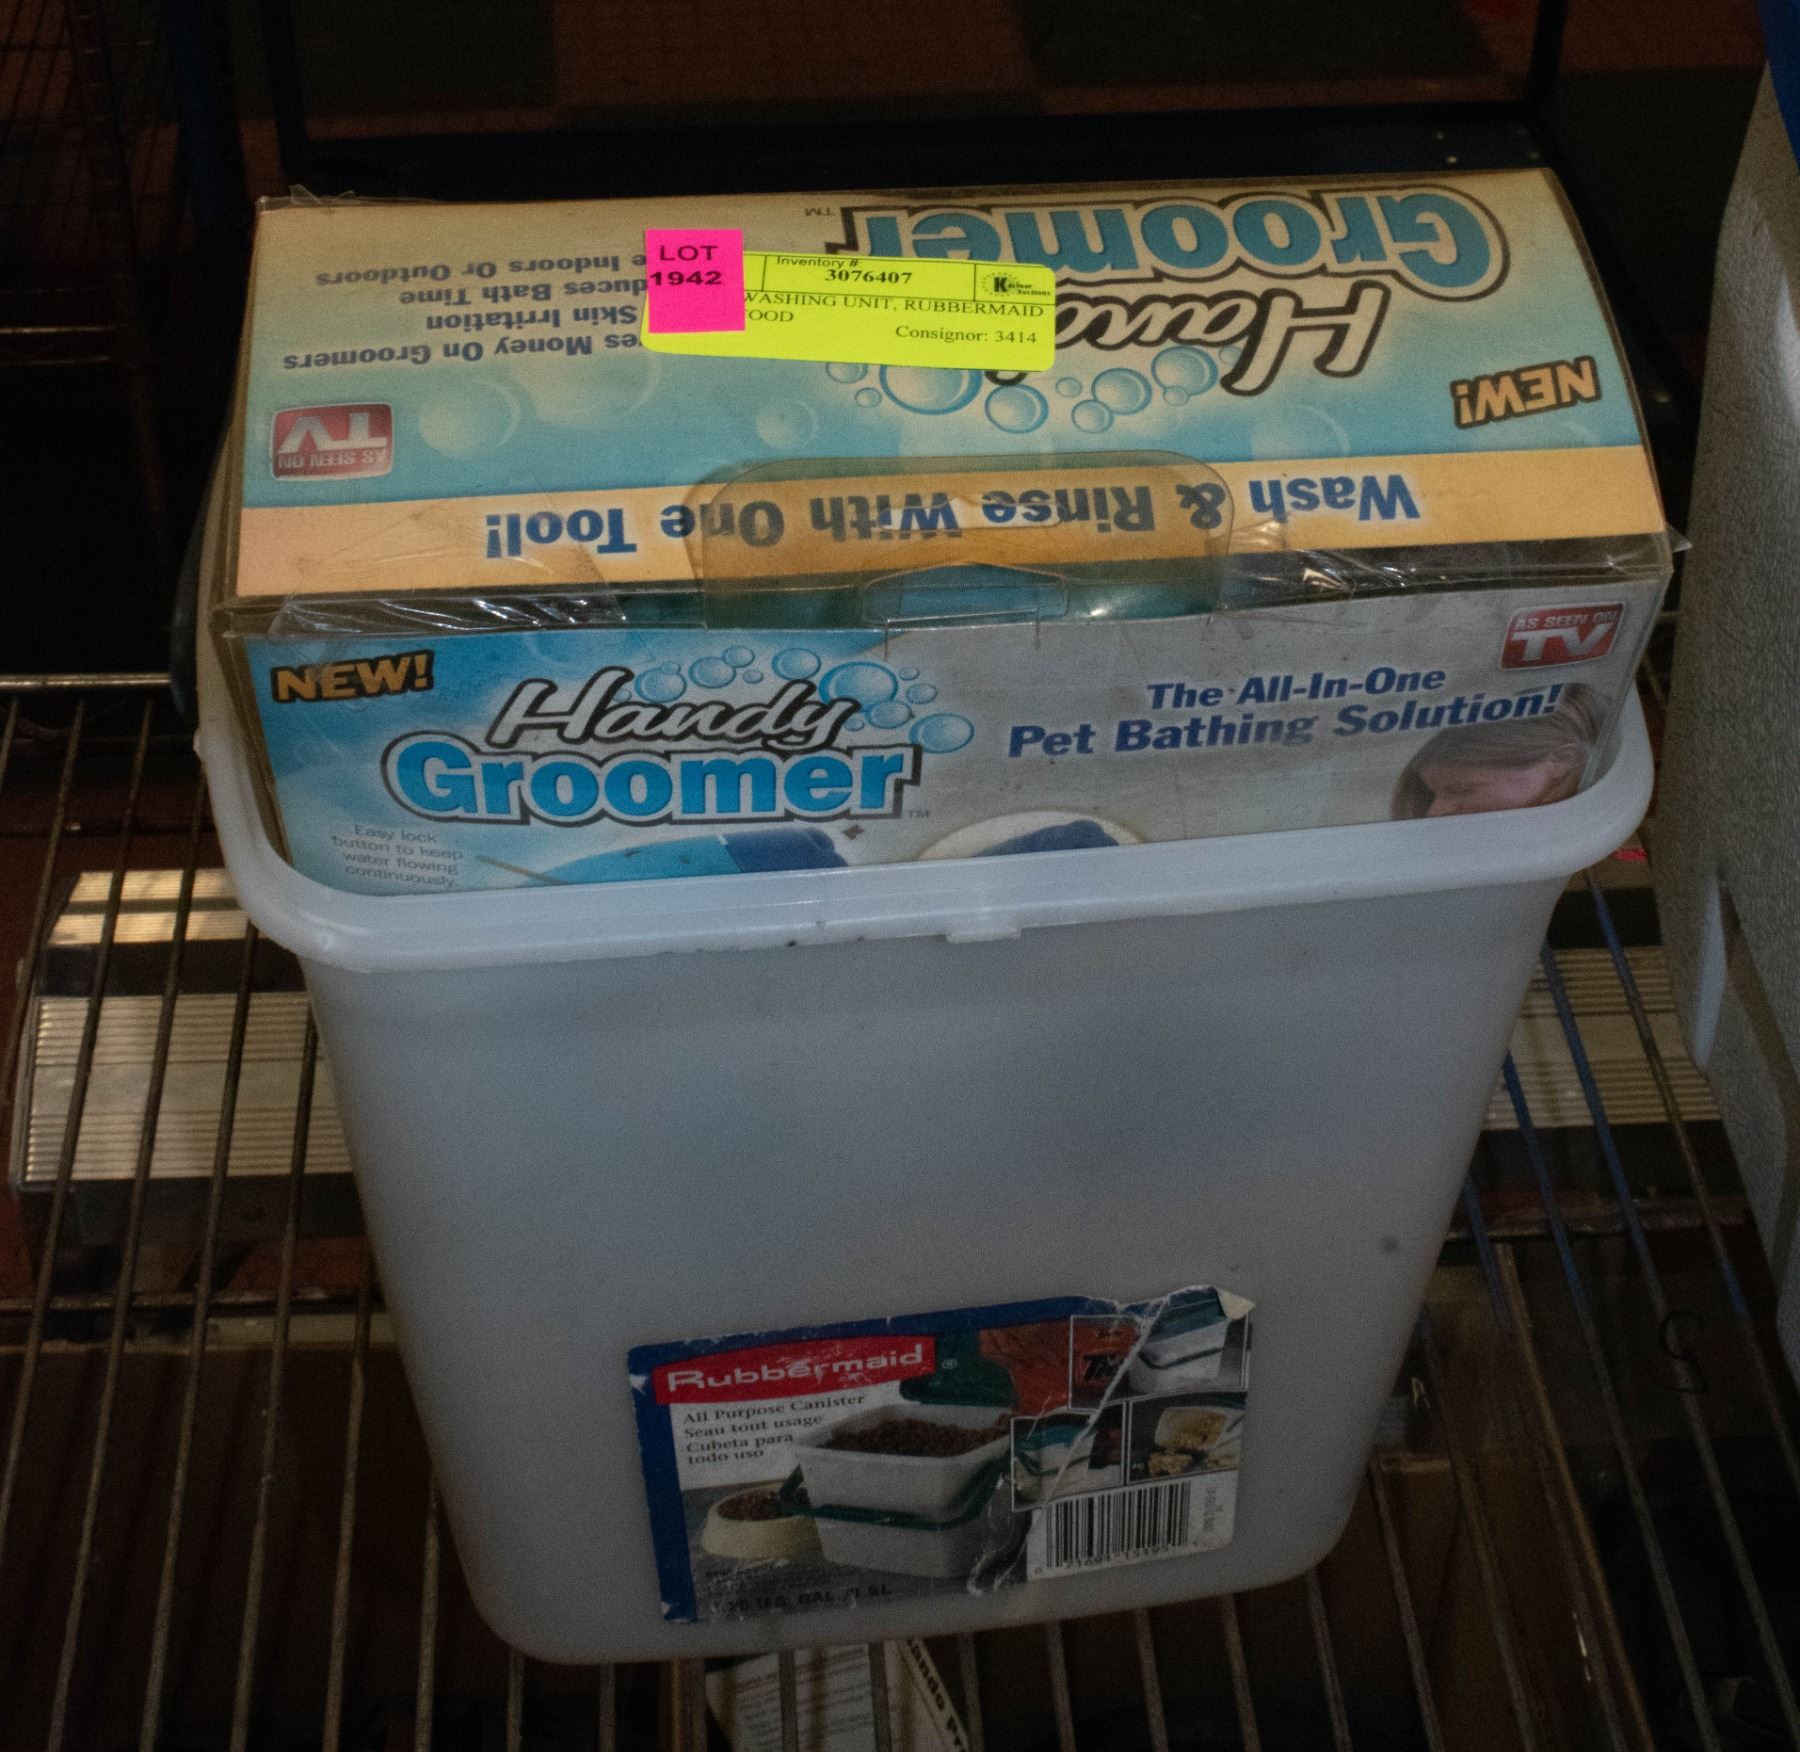 Groomer™
Handy
NEW!
Indoors Or Outdoors
Bath Time
Skin Irritation
Money On Groomers
AS SEEN ON
TV
Wash & Rinse With One Tool!
LOT
1942
Inventory #
3076407
WASHING UNIT, RUBBERMAID
Consignor: 3414
NEW!
Handy
Groomer™
The All-In-One
Pet Bathing Solution!
AS SEEN ON
TV
Easy lock
button to keep
water flowing
continuously.
Rubbermaid®
All Purpose Canister
Seau tout usage
Cubeta para
todo uso